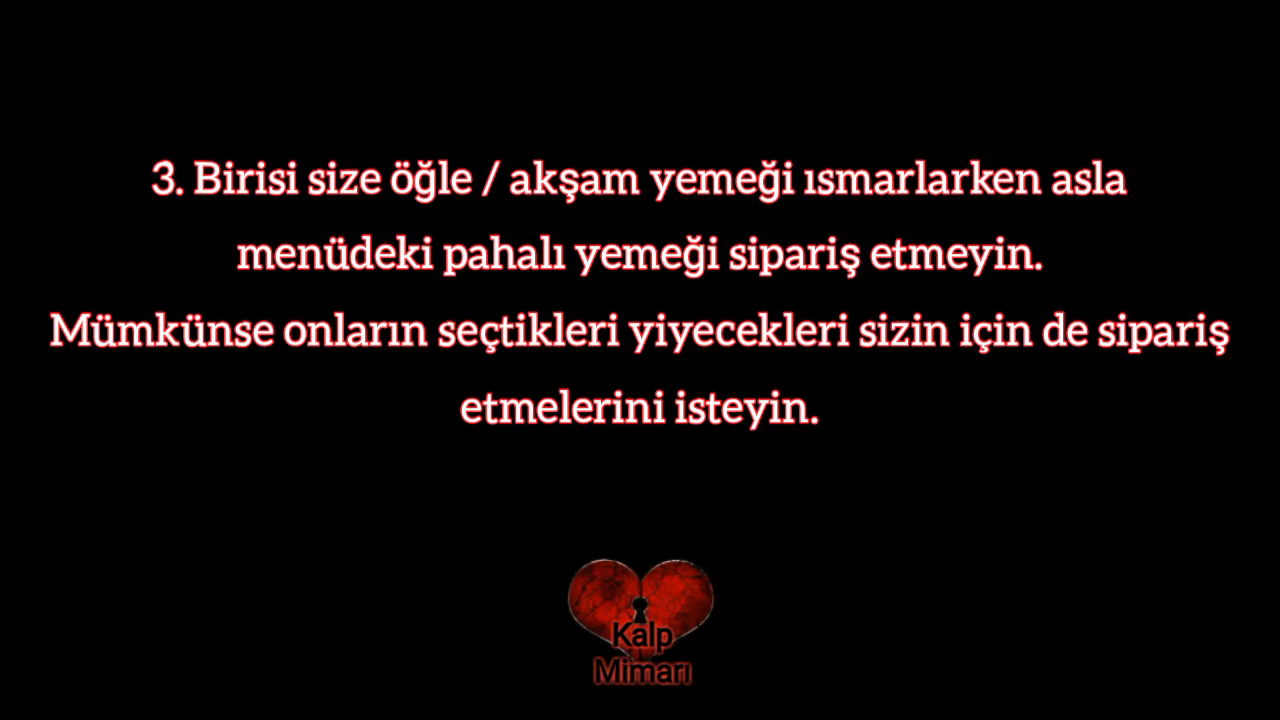 3. Birisi size öğle / akşam yemeği ısmarlarken asla
menüdeki pahalı yemeği sipariş etmeyin.
Mümkünse onların seçtikleri yiyecekleri sizin için de sipariş
etmelerini isteyin.
Kalp
Mimarı